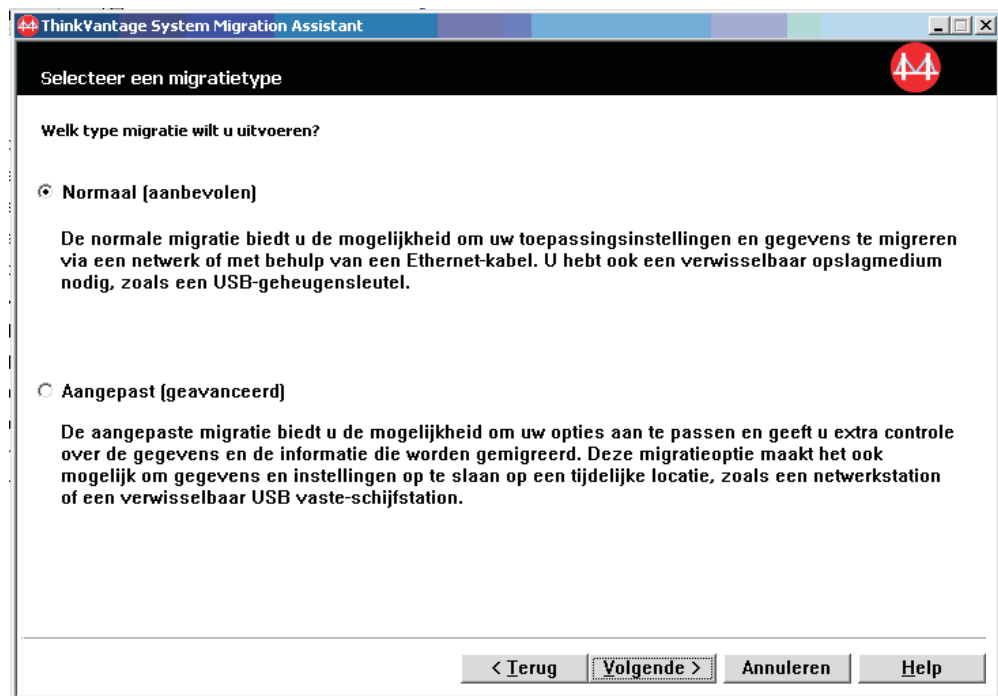 ThinkVantage System Migration Assistant
Selecteer een migratietype
Welk type migratie wilt u uitvoeren?
Normaal (aanbevolen)
De normale migratie biedt u de mogelijkheid om uw toepassingsinstellingen en gegevens te migreren
via een netwerk of met behulp van een Ethernet-kabel. U hebt ook een verwisselbaar opslagmedium
nodig, zoals een USB-geheugensleutel.
Aangepast (geavanceerd)
De aangepaste migratie biedt u de mogelijkheid om uw opties aan te passen en geeft u extra controle
over de gegevens en de informatie die worden gemigreerd. Deze migratieoptie maakt het ook
mogelijk om gegevens en instellingen op te slaan op een tijdelijke locatie, zoals een netwerkstation
of een verwisselbaar USB vaste-schijfstation.
< Terug Volgende > Annuleren Help